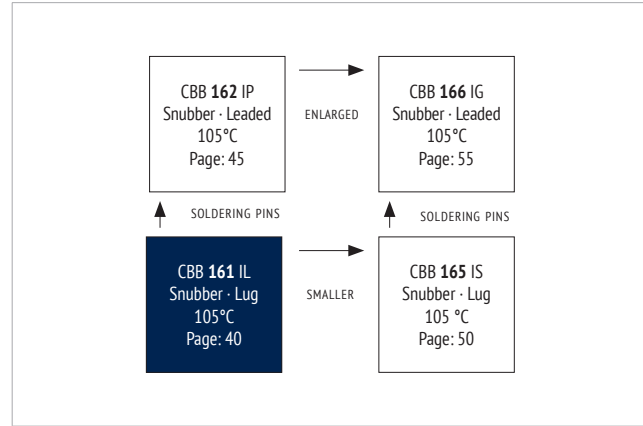 CBB 162 IP
Snubber · Leaded
105°C
Page: 45
ENLARGED
CBB 166 IG
Snubber · Leaded
105°C
Page: 55
SOLDERING PINS
SOLDERING PINS
CBB 161 IL
Snubber · Lug
105°C
Page: 40
SMALLER
CBB 165 IS
Snubber · Lug
105 °C
Page: 50